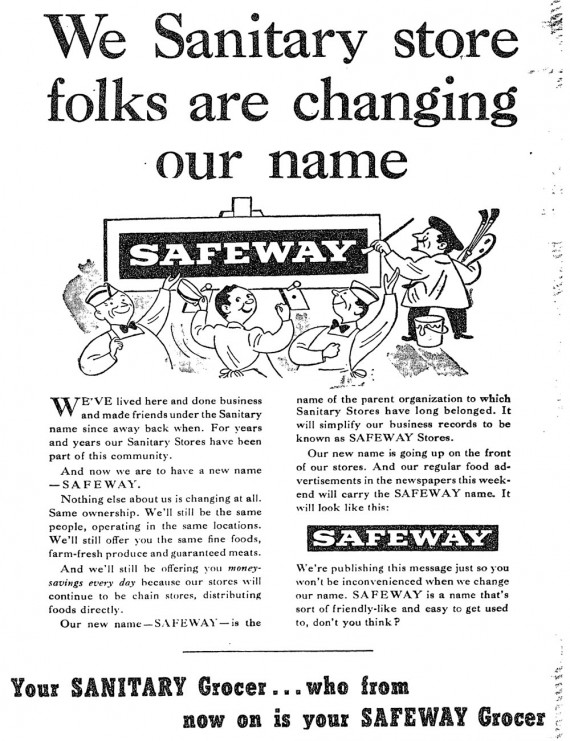 We Sanitary store
folks are changing
our name
SAFEWAY
WE'VE lived here and done business
and made friends under the Sanitary
name since away back when. For years
and years our Sanitary Stores have been
part of this community.
And now we are to have a new name
—SAFEWAY.
Nothing else about us is changing at all.
Same ownership. We'll still be the same
people, operating in the same locations.
We'll still offer you the same fine foods,
farm-fresh produce and guaranteed meats.
And we'll still be offering you money-
savings every day because our stores will
continue to be chain stores, distributing
foods directly.
Our new name—SAFEWAY—is the
name of the parent organization to which
Sanitary Stores have long belonged. It
will simplify our business records to be
known as SAFEWAY Stores.
Our new name is going up on the front
of our stores. And our regular food ad-
vertisements in the newspapers this week-
end will carry the SAFEWAY name. It
will look like this:
SAFEWAY
We're publishing this message just so you
won't be inconvenienced when we change
our name. SAFEWAY is a name that's
sort of friendly-like and easy to get used
to, don't you think?
Your SANITARY Grocer...who from
now on is your SAFEWAY Grocer